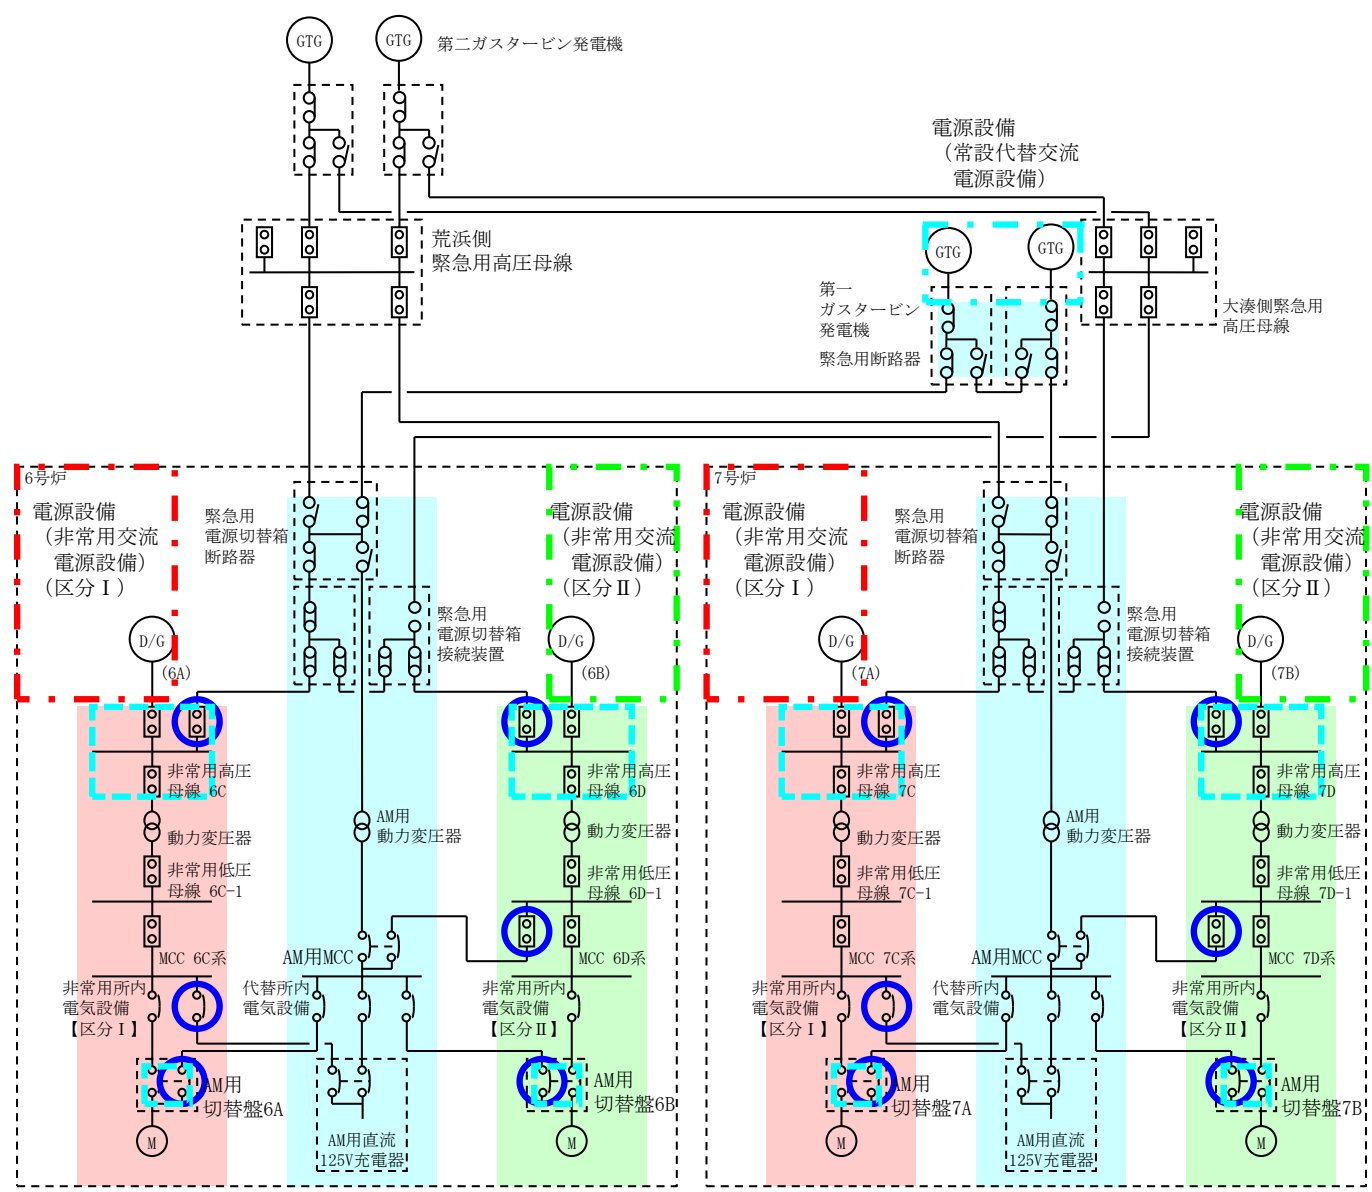 GTG
GTG
第二ガスタービン発電機
電源設備
（常設代替交流
電源設備）
荒浜側
緊急用高圧母線
GTG
GTG
第一
ガスタービン
発電機
緊急用断路器
大湊側緊急用
高圧母線
6号炉
電源設備
（非常用交流
電源設備）
（区分Ⅰ）
緊急用
電源切替箱
断路器
電源設備
（非常用交流
電源設備）
（区分Ⅱ）
D/G
(6A)
緊急用
電源切替箱
接続装置
D/G
(6B)
非常用高圧
母線 6C
非常用高圧
母線 6D
動力変圧器
AM用
動力変圧器
動力変圧器
非常用低圧
母線 6C-1
非常用低圧
母線 6D-1
MCC 6C系
AM用MCC
MCC 6D系
非常用所内
電気設備
【区分Ⅰ】
代替所内
電気設備
非常用所内
電気設備
【区分Ⅱ】
AM用
切替盤6A
AM用
切替盤6B
M
AM用直流
125V充電器
M
7号炉
電源設備
（非常用交流
電源設備）
（区分Ⅰ）
緊急用
電源切替箱
断路器
電源設備
（非常用交流
電源設備）
（区分Ⅱ）
D/G
(7A)
緊急用
電源切替箱
接続装置
D/G
(7B)
非常用高圧
母線 7C
非常用高圧
母線 7D
動力変圧器
AM用
動力変圧器
動力変圧器
非常用低圧
母線 7C-1
非常用低圧
母線 7D-1
MCC 7C系
AM用MCC
MCC 7D系
非常用所内
電気設備
【区分Ⅰ】
代替所内
電気設備
非常用所内
電気設備
【区分Ⅱ】
AM用
切替盤7A
AM用
切替盤7B
M
AM用直流
125V充電器
M